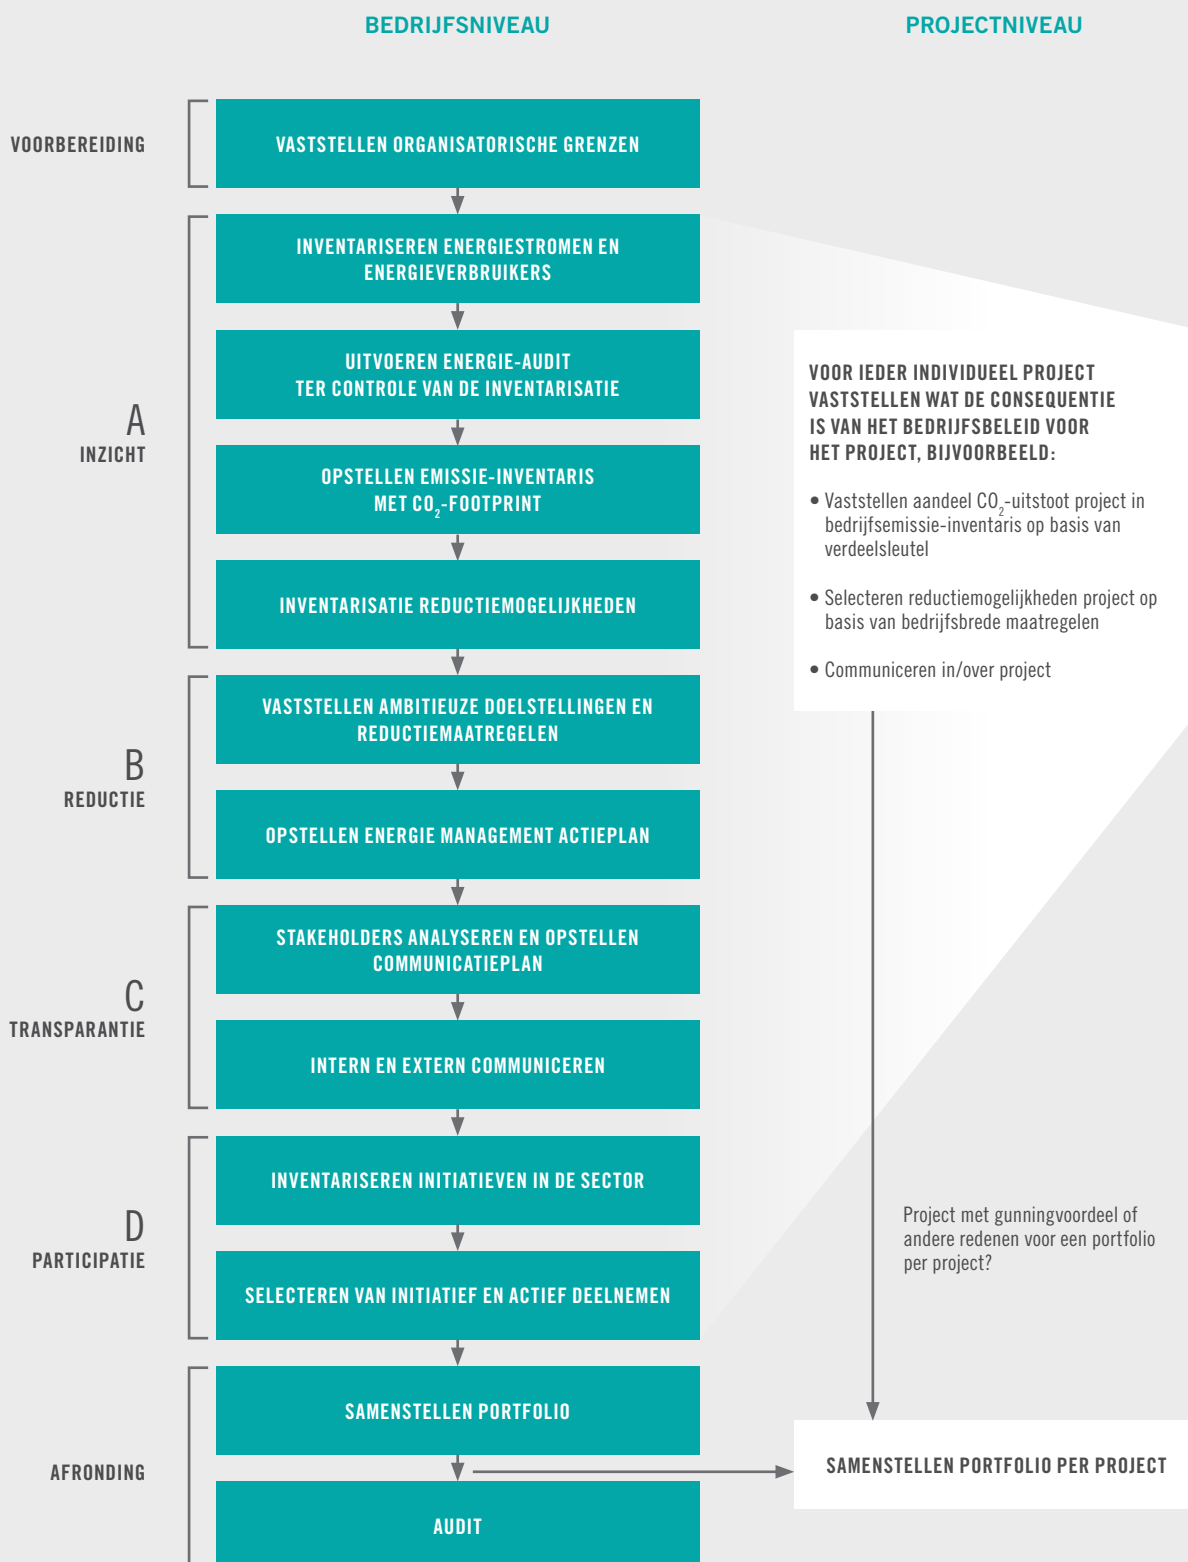 BEDRIJFSNIVEAU
PROJECTNIVEAU
VOORBEREIDING
VASTSTELLEN ORGANISATORISCHE GRENZEN
A
INZICHT
INVENTARISEREN ENERGIESTROMEN EN
ENERGIEVERBRUIKERS
UITVOEREN ENERGIE-AUDIT
TER CONTROLE VAN DE INVENTARISATIE
OPSTELLEN EMISSIE-INVENTARIS
MET CO₂-FOOTPRINT
INVENTARISATIE REDUCTIEMOGELIJKHEDEN
B
REDUCTIE
VASTSTELLEN AMBITIEUZE DOELSTELLINGEN EN
REDUCTIEMAATREGELEN
OPSTELLEN ENERGIE MANAGEMENT ACTIEPLAN
C
TRANSPARANTIE
STAKEHOLDERS ANALYSEREN EN OPSTELLEN
COMMUNICATIEPLAN
INTERN EN EXTERN COMMUNICEREN
D
PARTICIPATIE
INVENTARISEREN INITIATIEVEN IN DE SECTOR
SELECTEREN VAN INITIATIEF EN ACTIEF DEELNEMEN
AFRONDING
SAMENSTELLEN PORTFOLIO
AUDIT
VOOR IEDER INDIVIDUEEL PROJECT
VASTSTELLEN WAT DE CONSEQUENTIE
IS VAN HET BEDRIJFSBELEID VOOR
HET PROJECT, BIJVOORBEELD:
• Vaststellen aandeel CO₂-uitstoot project in
bedrijfsemissie-inventaris op basis van
verdeelsleutel
• Selecteren reductiemogelijkheden project op
basis van bedrijfsbrede maatregelen
• Communiceren in/over project
Project met gunningvoordeel of
andere redenen voor een portfolio
per project?
SAMENSTELLEN PORTFOLIO PER PROJECT